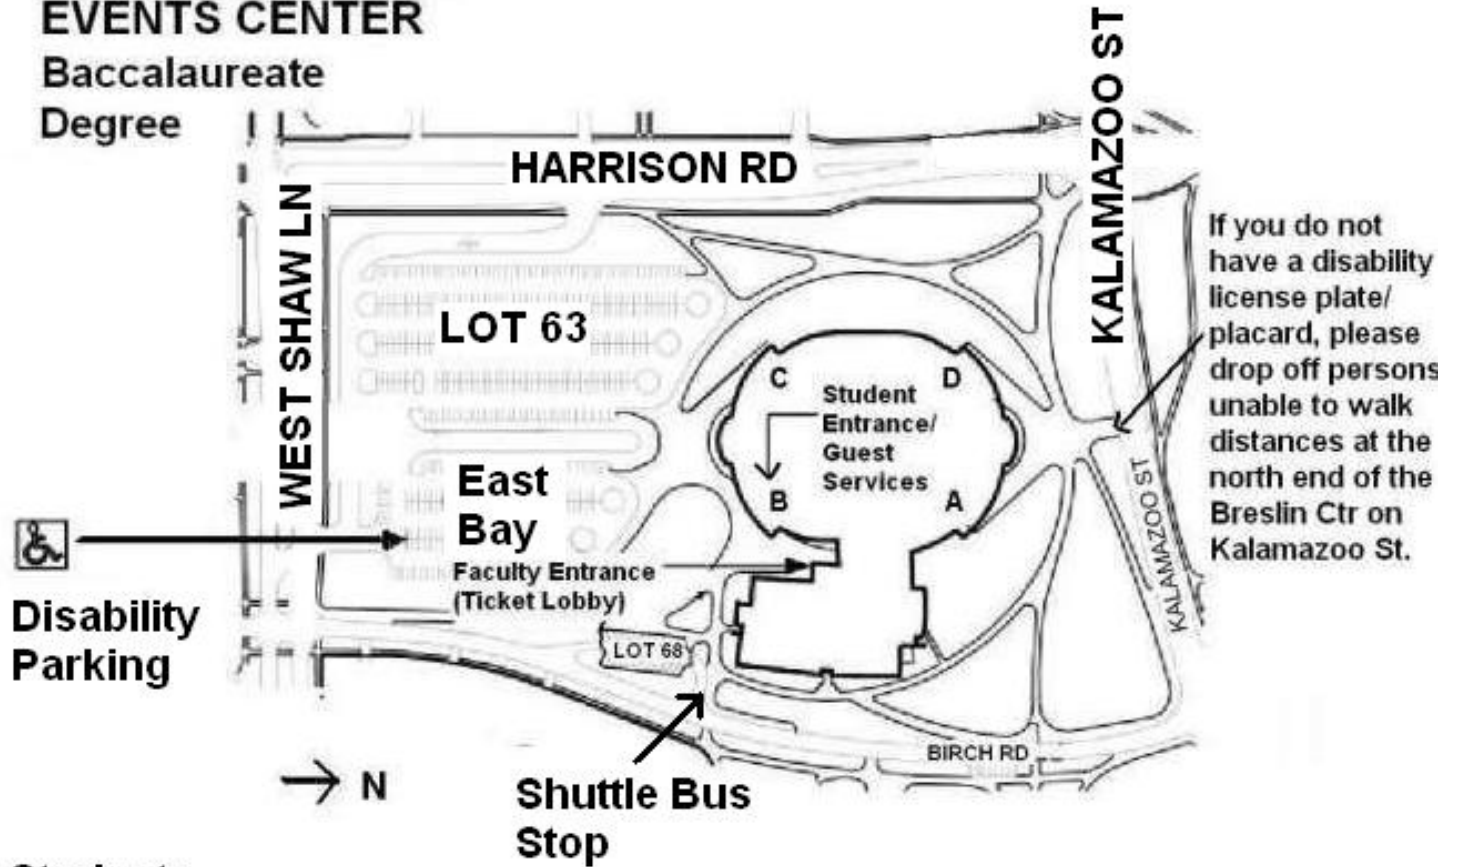 EVENTS CENTER
Baccalaureate
Degree
HARRISON RD
KALAMAZOO ST
WEST SHAW LN
LOT 63
If you do not
have a disability
license plate/
placard, please
drop off persons
unable to walk
distances at the
north end of the
Breslin Ctr on
Kalamazoo St.
C
D
Student
Entrance/
Guest
Services
B
A
East
Bay
Faculty Entrance
(Ticket Lobby)
KALAMAZOO ST
Disability
Parking
LOT 68
BIRCH RD
N
Shuttle Bus
Stop